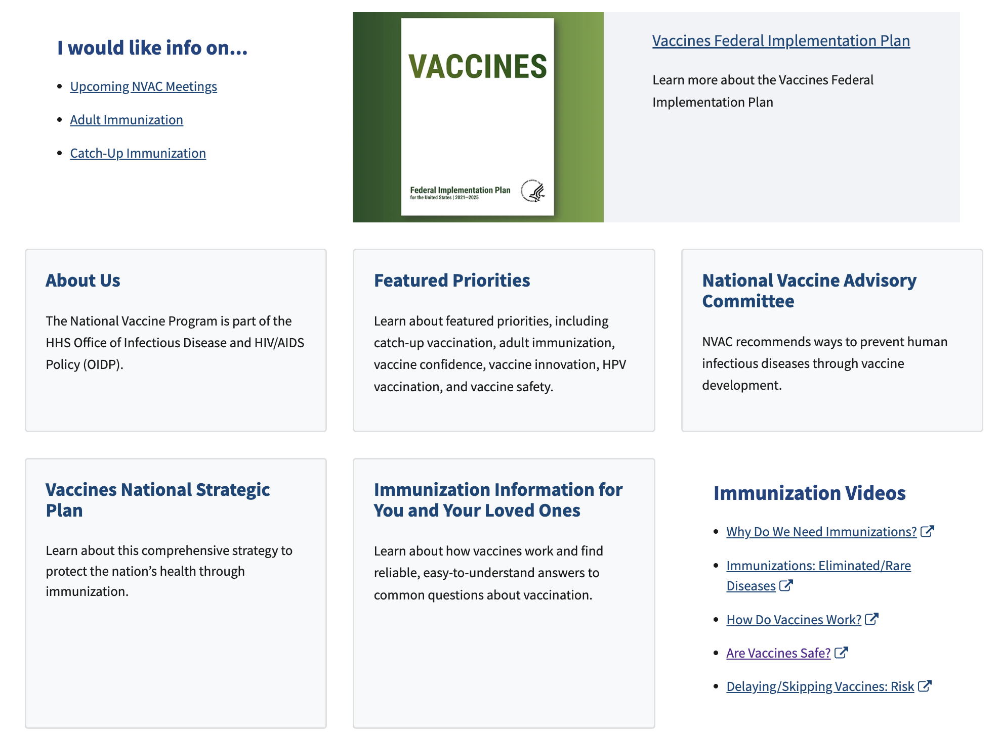 I would like info on...
Upcoming NVAC Meetings
Adult Immunization
Catch-Up Immunization
VACCINES
Federal Implementation Plan
for the United States | 2021–2025
Vaccines Federal Implementation Plan
Learn more about the Vaccines Federal
Implementation Plan
About Us
The National Vaccine Program is part of the
HHS Office of Infectious Disease and HIV/AIDS
Policy (OIDP).
Featured Priorities
Learn about featured priorities, including
catch-up vaccination, adult immunization,
vaccine confidence, vaccine innovation, HPV
vaccination, and vaccine safety.
National Vaccine Advisory
Committee
NVAC recommends ways to prevent human
infectious diseases through vaccine
development.
Vaccines National Strategic
Plan
Learn about this comprehensive strategy to
protect the nation’s health through
immunization.
Immunization Information for
You and Your Loved Ones
Learn about how vaccines work and find
reliable, easy-to-understand answers to
common questions about vaccination.
Immunization Videos
Why Do We Need Immunizations?
Immunizations: Eliminated/Rare
Diseases
How Do Vaccines Work?
Are Vaccines Safe?
Delaying/Skipping Vaccines: Risk